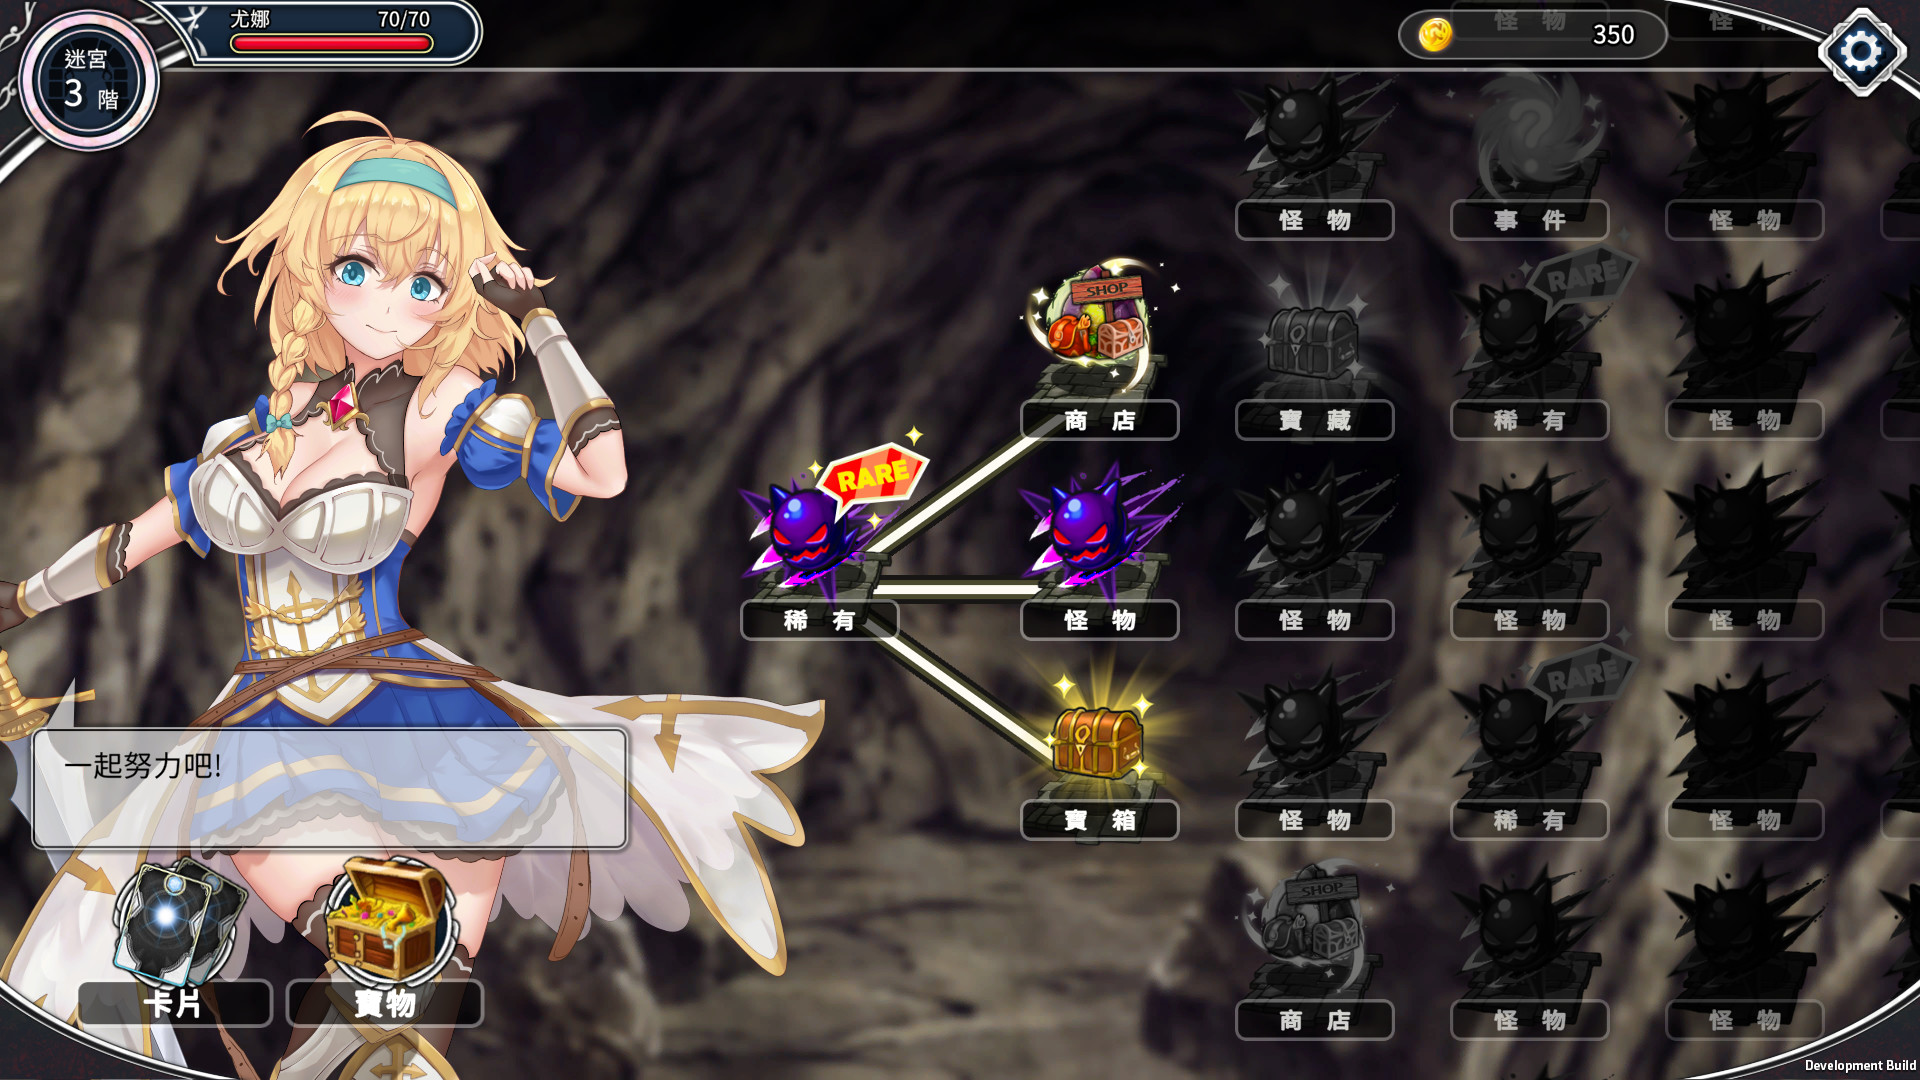 尤娜 70/70
迷宮
3 階
350
怪物 怪
怪物 事件 怪物
SHOP
RARE
商店 寶藏 稀有 怪物
RARE
稀有 怪物 怪物 怪物 怪物
RARE
一起努力吧!
寶箱 怪物 稀有 怪物
SHOP
卡片 寶物
商店 怪物 怪物
Development Build